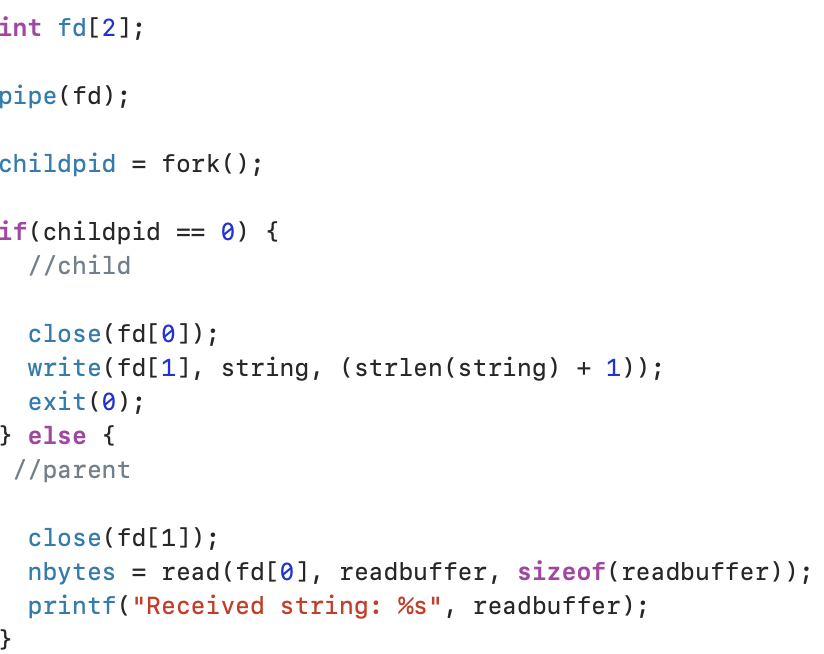 int fd[2];
pipe(fd);
childpid = fork();
if(childpid == 0) {
  //child
  close(fd[0]);
  write(fd[1], string, (strlen(string) + 1));
  exit(0);
} else {
 //parent
  close(fd[1]);
  nbytes = read(fd[0], readbuffer, sizeof(readbuffer));
  printf("Received string: %s", readbuffer);
}